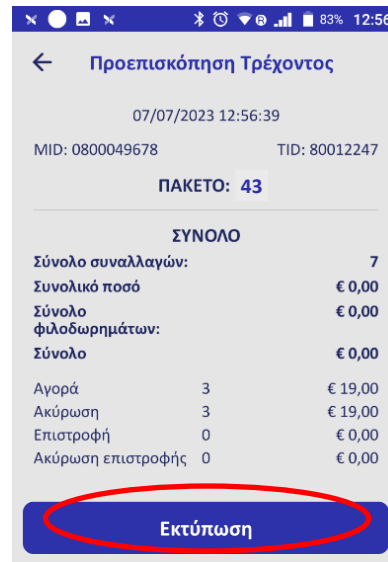 83% 12:56
Προεπισκόπηση Τρέχοντος
07/07/2023 12:56:39
MID: 0800049678 TID: 80012247
ΠΑΚΕΤΟ: 43
ΣΥΝΟΛΟ
Σύνολο συναλλαγών: 7
Συνολικό ποσό € 0,00
Σύνολο € 0,00
φιλοδωρημάτων:
Σύνολο € 0,00
Αγορά 3 € 19,00
Ακύρωση 3 € 19,00
Επιστροφή 0 € 0,00
Ακύρωση επιστροφής 0 € 0,00
Εκτύπωση